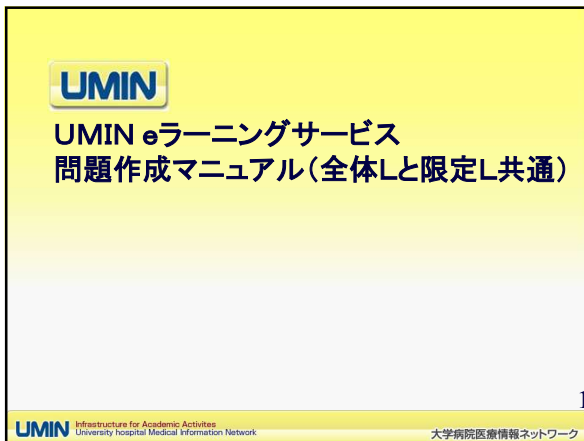 UMIN
UMIN eラーニングサービス
問題作成マニュアル(全体Lと限定L共通)
1
UMIN Infrastructure for Academic Activites
University hospital Medical Information Network
大学病院医療情報ネットワーク